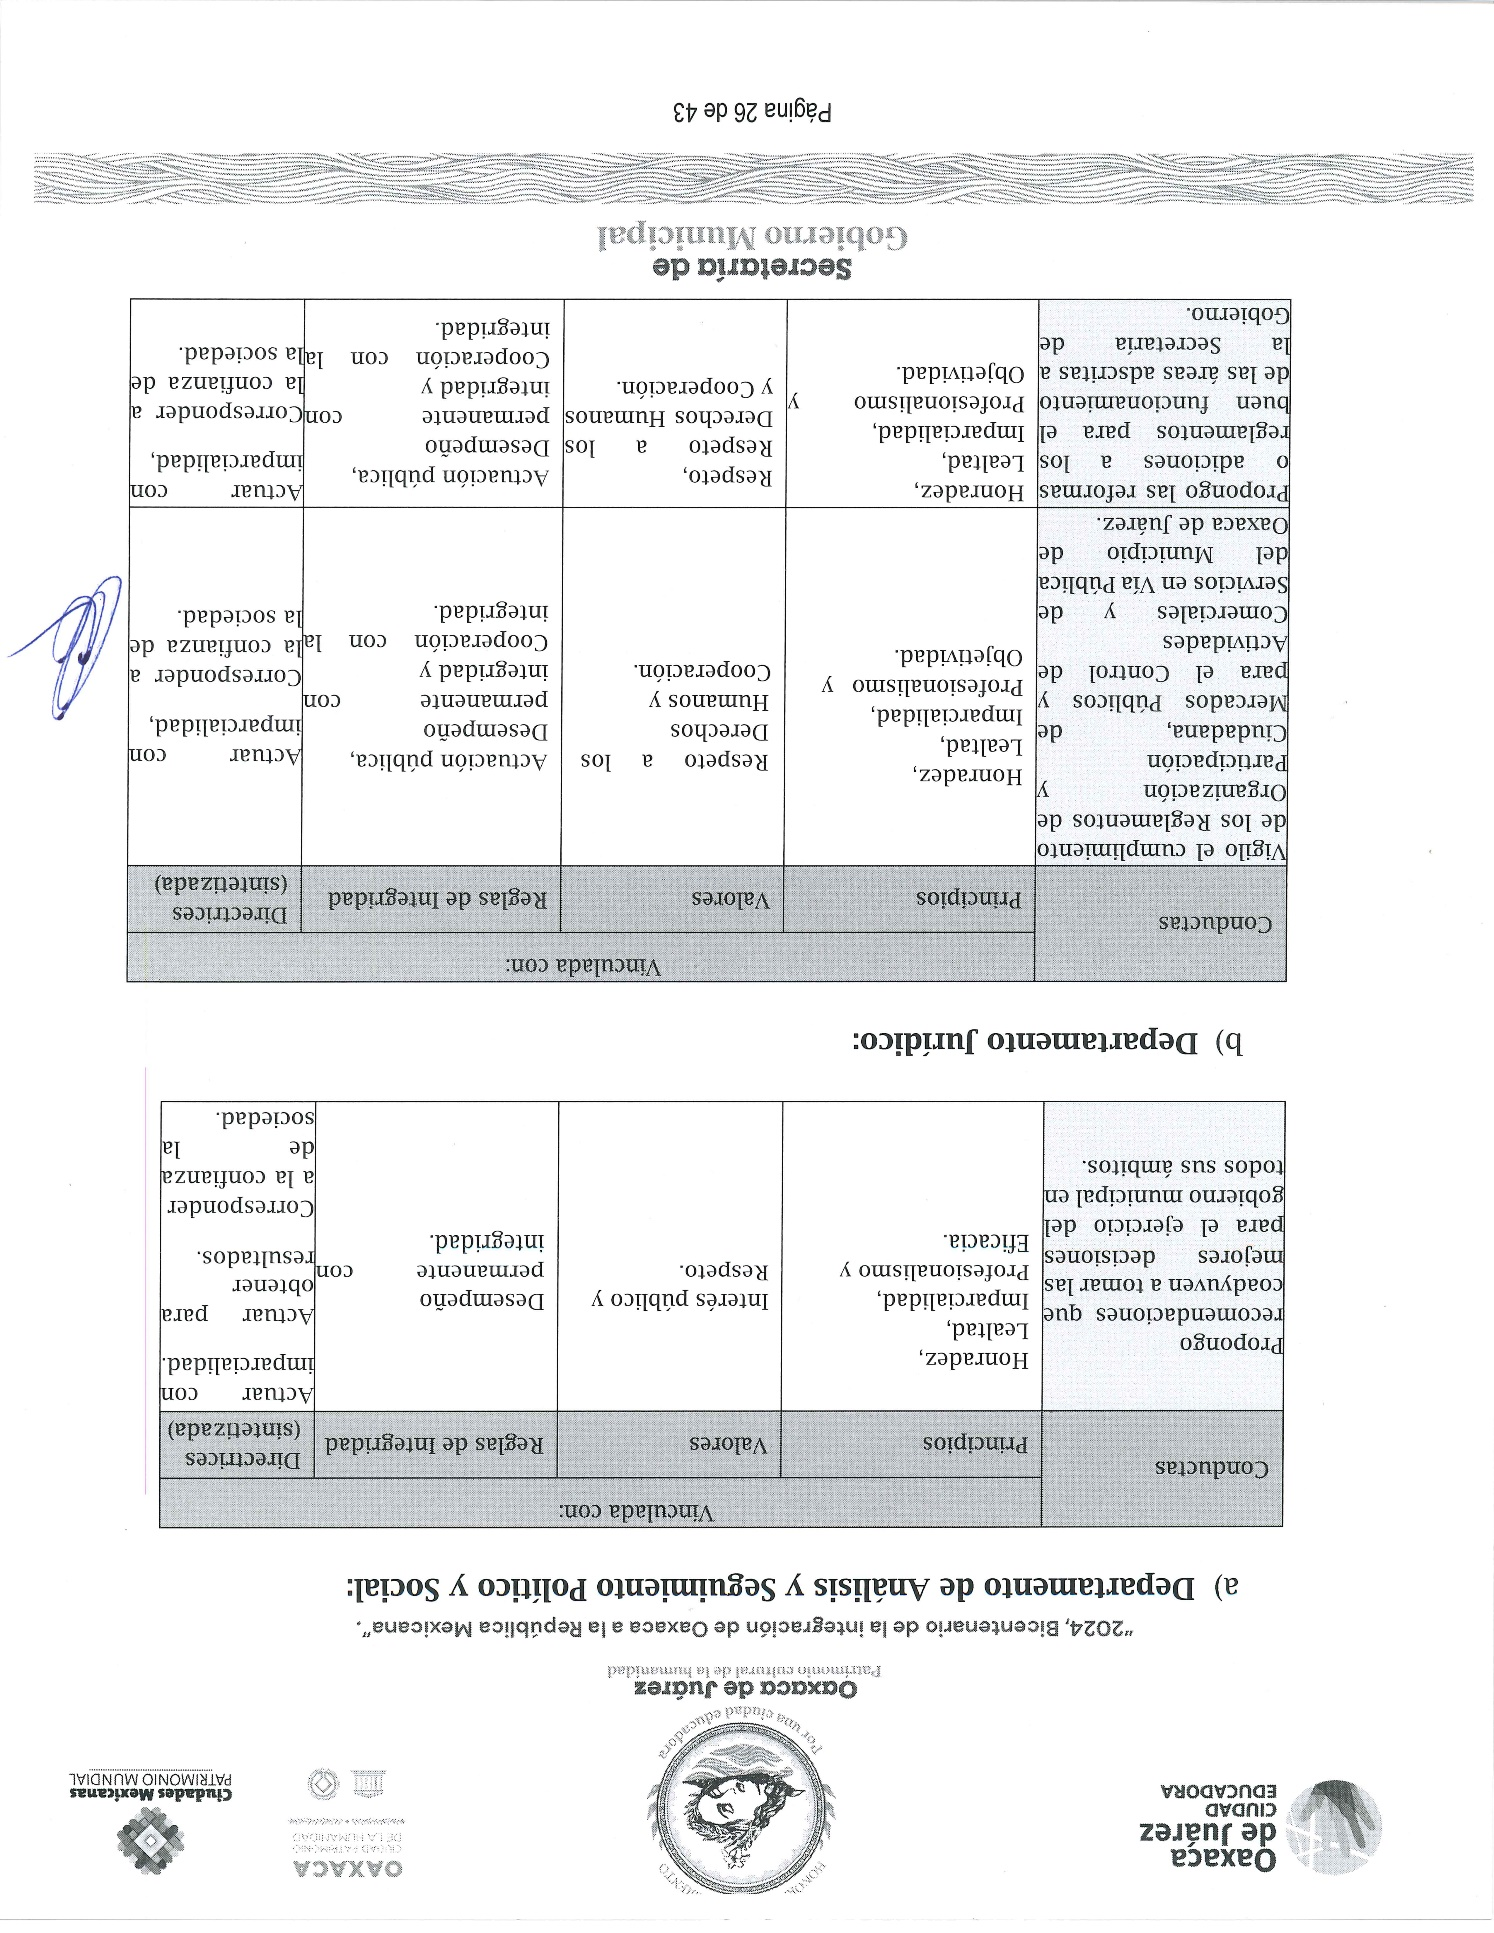 Oaxaca
de Juárez
CIUDAD
EDUCADORA
Por una ciudad educadora
Oaxaca de Juárez
Patrimonio cultural de la humanidad
OAXACA
CIUDAD PATRIMONIO
DE LA HUMANIDAD
Ciudades Mexicanas
PATRIMONIO MUNDIAL
"2024, Bicentenario de la integración de Oaxaca a la República Mexicana".
a) Departamento de Análisis y Seguimiento Político y Social:
Conductas
Vinculada con:
Principios
Valores
Reglas de Integridad
Directrices
(sintetizada)
Propongo
recomendaciones que
coadyuven a tomar las
mejores decisiones
para el ejercicio del
gobierno municipal en
todos sus ámbitos.
Honradez,
Lealtad,
Imparcialidad,
Profesionalismo y
Eficacia.
Interés público y
Respeto.
Desempeño
permanente con
integridad.
Actuar con
imparcialidad.
Actuar para
obtener
resultados.
Corresponder
a la confianza
de la
sociedad.
b) Departamento Jurídico:
Conductas
Vinculada con:
Principios
Valores
Reglas de Integridad
Directrices
(sintetizada)
Vigilo el cumplimiento
de los Reglamentos de
Organización y
Participación
Ciudadana, de
Mercados Públicos y
para el Control de
Actividades
Comerciales y de
Servicios en Vía Pública
del Municipio de
Oaxaca de Juárez.
Honradez,
Lealtad,
Imparcialidad,
Profesionalismo y
Objetividad.
Respeto a los
Derechos
Humanos y
Cooperación.
Actuación pública,
Desempeño
permanente con
integridad y
Cooperación con la
integridad.
Actuar con
imparcialidad,
Corresponder a
la confianza de
la sociedad.
Propongo las reformas
o adiciones a los
reglamentos para el
buen funcionamiento
de las áreas adscritas a
la Secretaría de
Gobierno.
Honradez,
Lealtad,
Imparcialidad,
Profesionalismo y
Objetividad.
Respeto,
Respeto a los
Derechos Humanos
y Cooperación.
Actuación pública,
Desempeño
permanente con
integridad y
Cooperación con la
integridad.
Actuar con
imparcialidad,
Corresponder a
la confianza de
la sociedad.
Secretaría de
Gobierno Municipal
Página 26 de 43